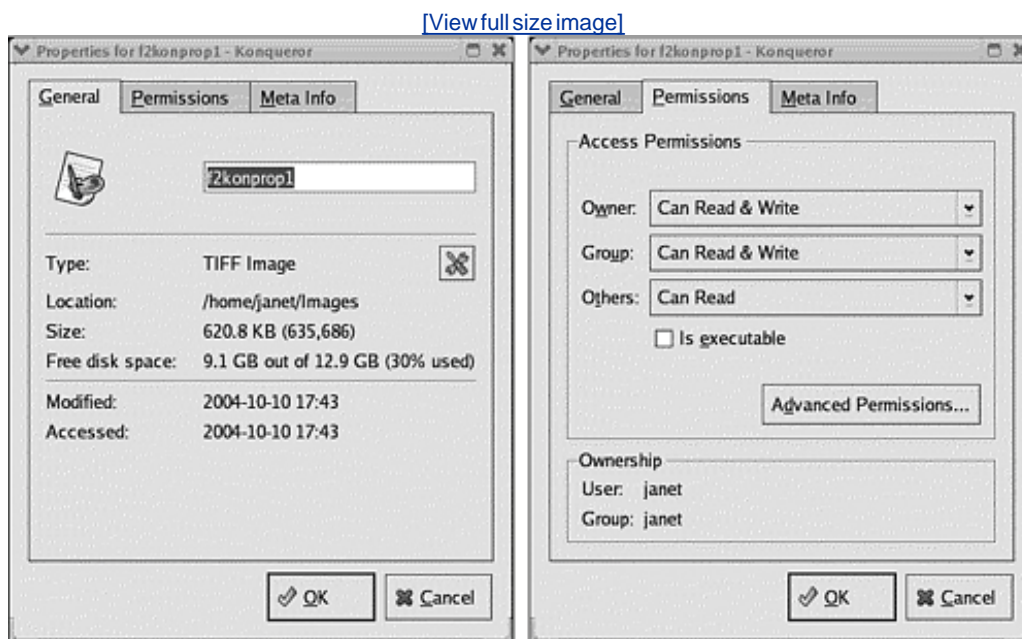 [View full size image]
Properties for f2konprop1 - Konqueror
General Permissions Meta Info
f2konprop1
Type: TIFF Image
Location: /home/janet/Images
Size: 620.8 KB (635,686)
Free disk space: 9.1 GB out of 12.9 GB (30% used)
Modified: 2004-10-10 17:43
Accessed: 2004-10-10 17:43
OK Cancel
Properties for f2konprop1 - Konqueror
General Permissions Meta Info
Access Permissions
Owner: Can Read & Write
Group: Can Read & Write
Others: Can Read
Is executable
Advanced Permissions...
Ownership
User: janet
Group: janet
OK Cancel